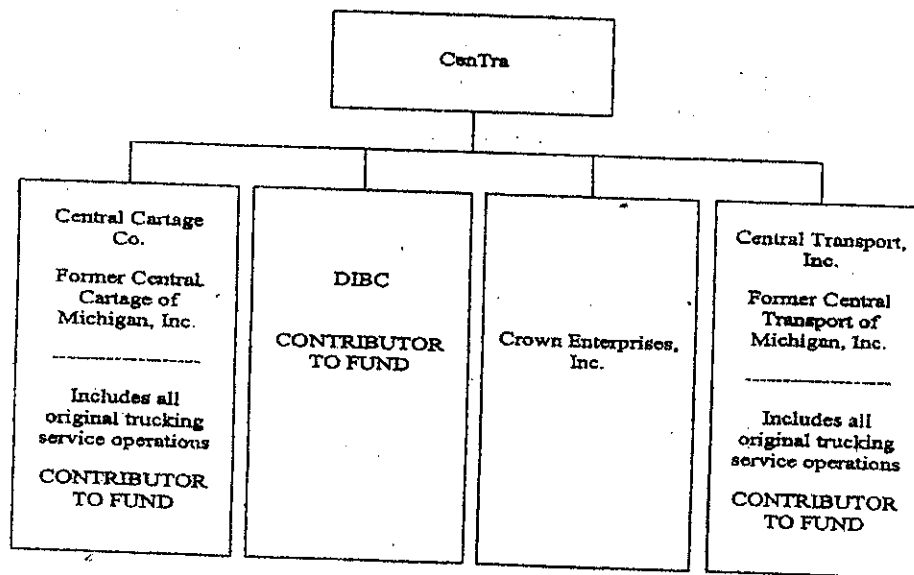 CenTra
Central Cartage
Co.
Former Central
Cartage of
Michigan, Inc.
--------------------
Includes all
original trucking
service operations
CONTRIBUTOR
TO FUND
DIBC
CONTRIBUTOR
TO FUND
Crown Enterprises,
Inc.
Central Transport,
Inc.
Former Central
Transport of
Michigan, Inc.
--------------------
Includes all
original trucking
service operations
CONTRIBUTOR
TO FUND